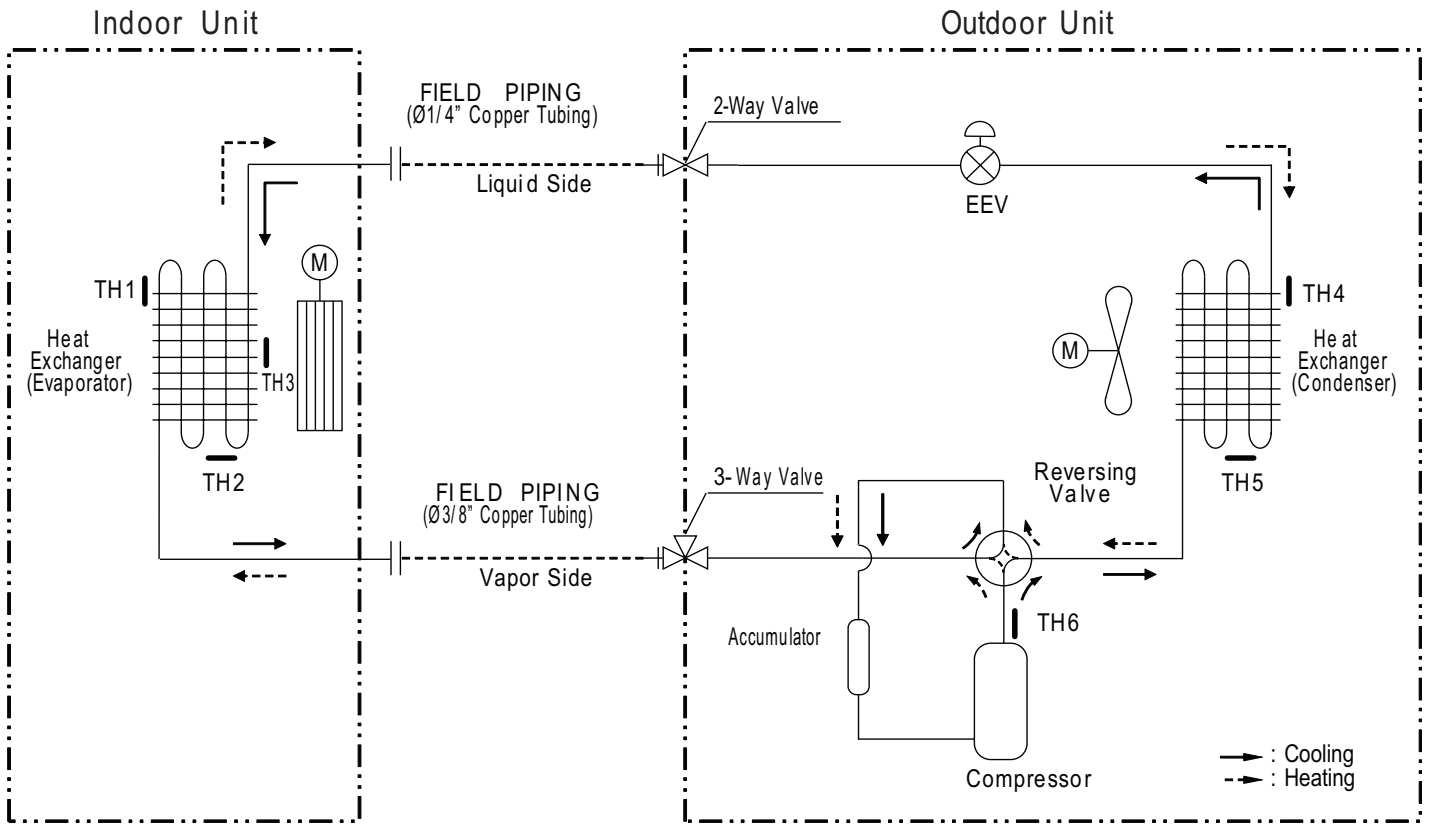 Indoor Unit
Outdoor Unit
FIELD PIPING
(Ø1/4” Copper Tubing)
Liquid Side
2-Way Valve
EEV
M
TH1
Heat
Exchanger
(Evaporator)
TH3
TH2
M
TH4
Heat
Exchanger
(Condenser)
TH5
FIELD PIPING
(Ø3/8” Copper Tubing)
Vapor Side
3-Way Valve
Reversing
Valve
TH6
Accumulator
Compressor
: Cooling
: Heating